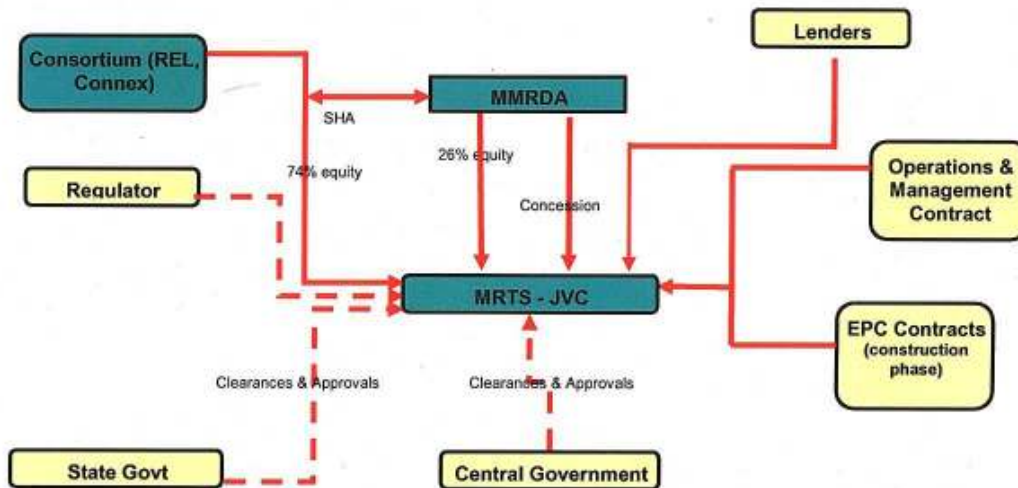 Lenders
Consortium (REL,
Connex)
MMRDA
SHA
74% equity
26% equity
Regulator
Concession
Operations &
Management
Contract
MRTS - JVC
EPC Contracts
(construction
phase)
Clearances & Approvals
Clearances & Approvals
State Govt
Central Government